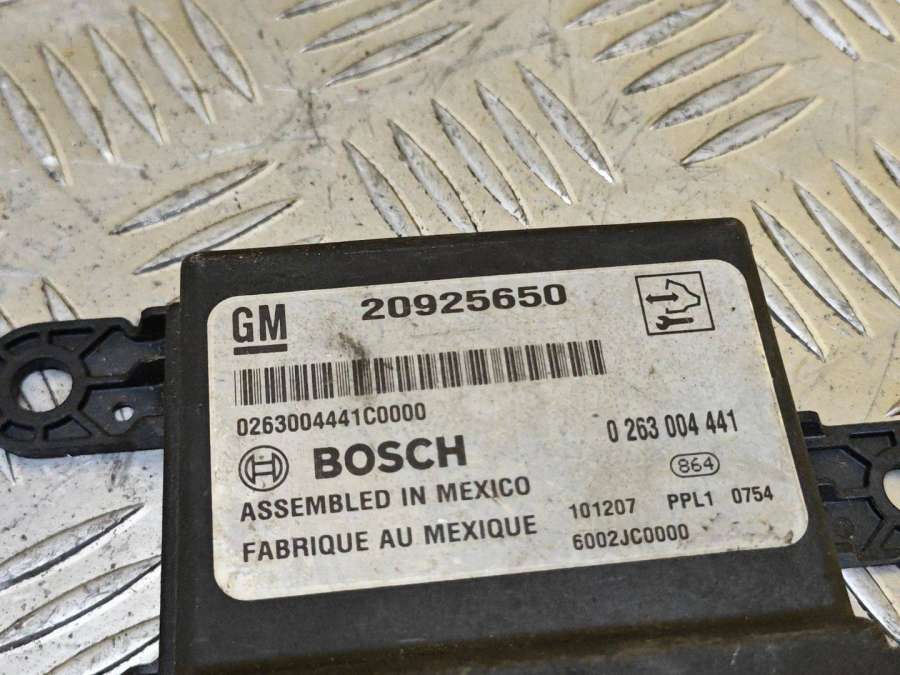 GM 20925650
0263004441C0000
0 263 004 441
BOSCH
864
ASSEMBLED IN MEXICO
FABRIQUE AU MEXIQUE
101207 PPL1 0754
6002JC0000